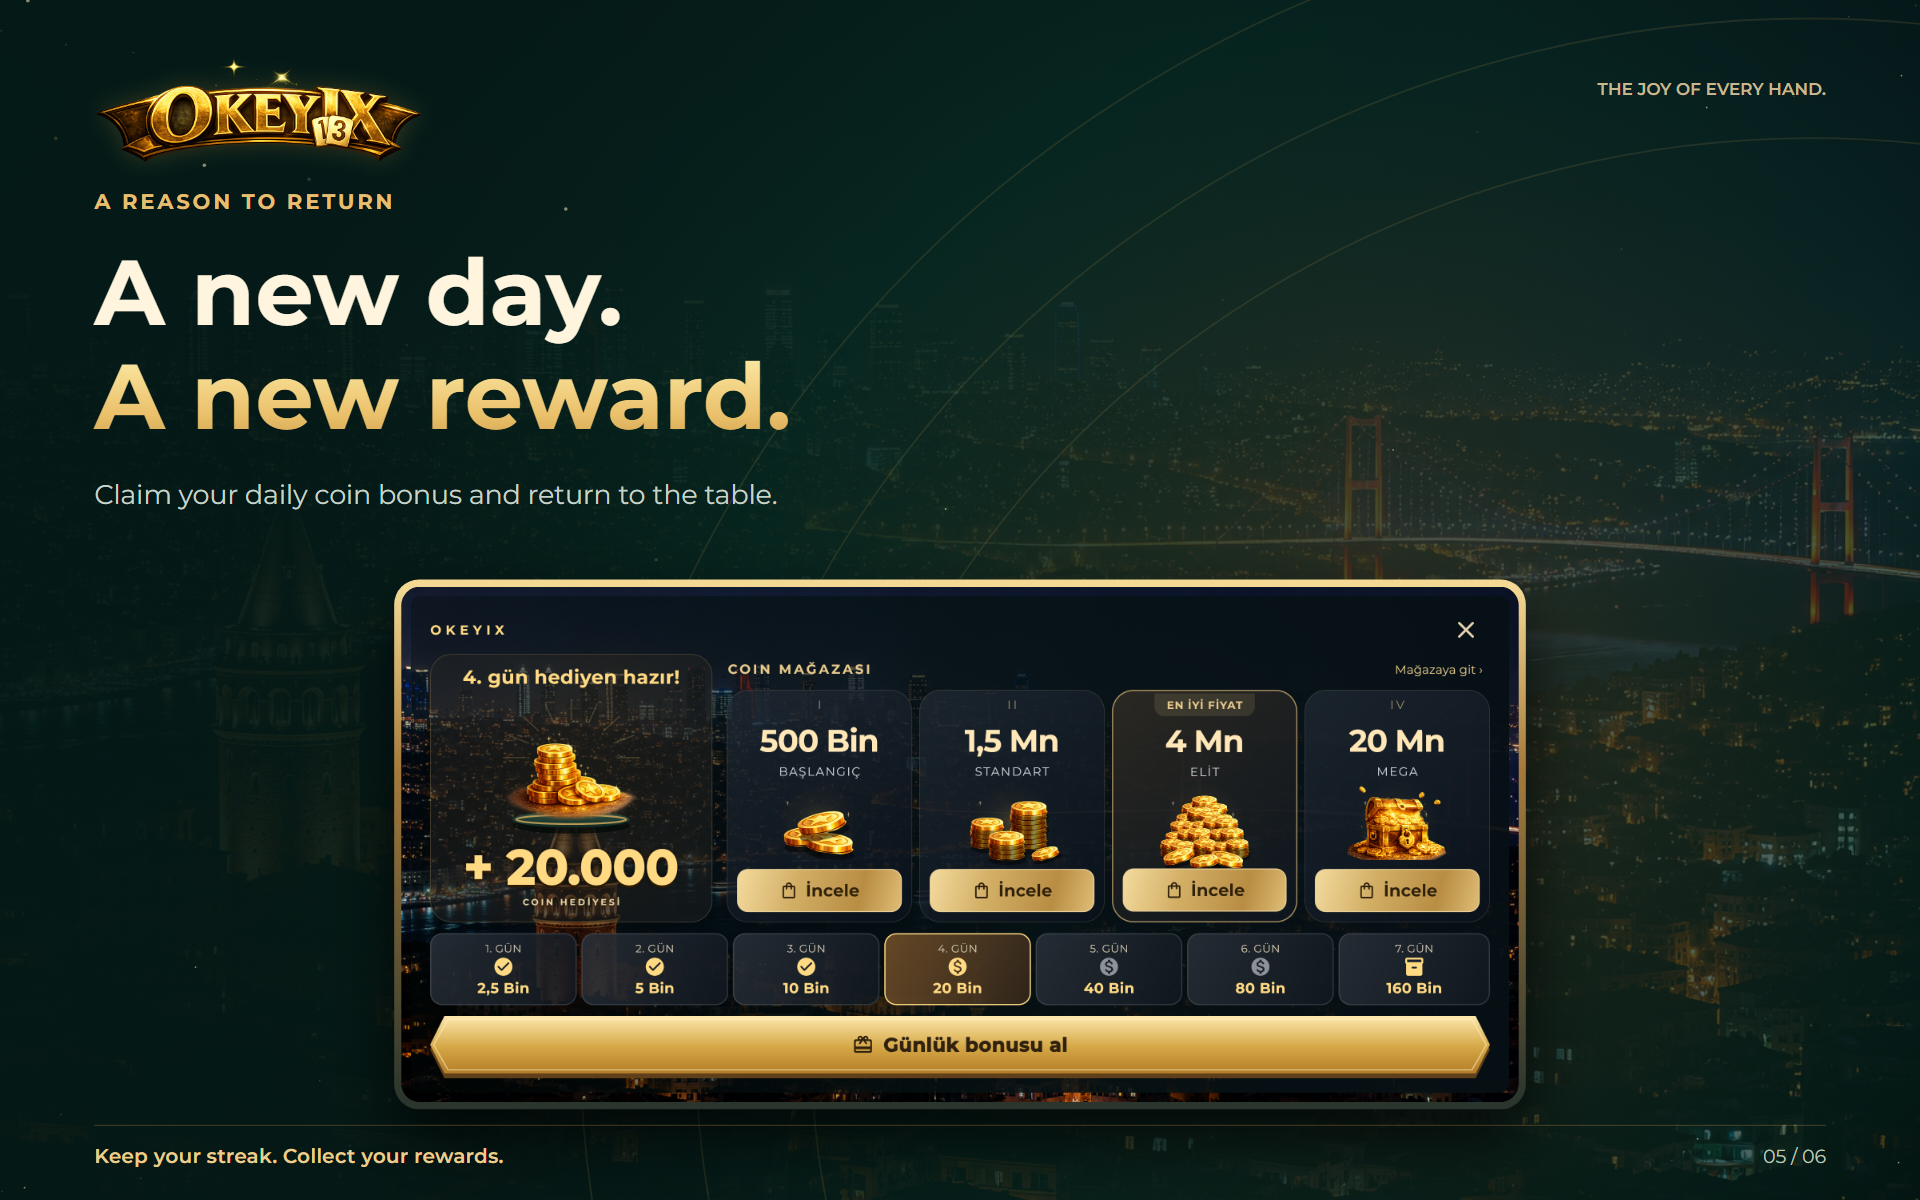 OKEYIX
13
THE JOY OF EVERY HAND.
A REASON TO RETURN
A new day.
A new reward.
Claim your daily coin bonus and return to the table.
OKEYIX
4. gün hediyen hazır!
+ 20.000
COIN HEDİYESİ
COIN MAĞAZASI
Mağazaya git ›
I
500 Bin
BAŞLANGIÇ
İncele
II
1,5 Mn
STANDART
İncele
EN İYİ FİYAT
4 Mn
ELİT
İncele
IV
20 Mn
MEGA
İncele
1. GÜN
2,5 Bin
2. GÜN
5 Bin
3. GÜN
10 Bin
4. GÜN
20 Bin
5. GÜN
40 Bin
6. GÜN
80 Bin
7. GÜN
160 Bin
Günlük bonusu al
Keep your streak. Collect your rewards.
05 / 06